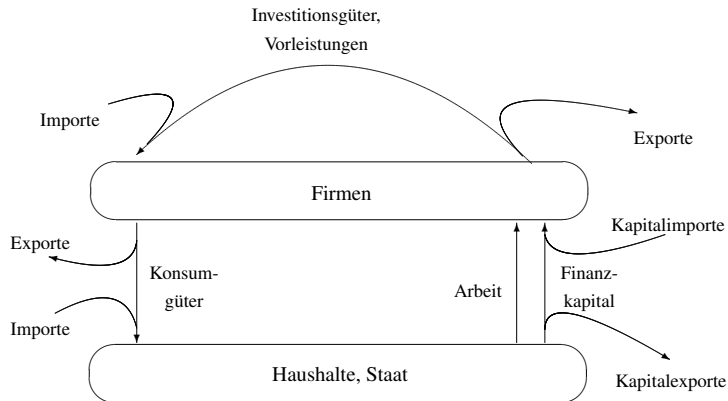 Investitionsgüter,
Vorleistungen
Importe
Exporte
Firmen
Exporte
Konsum-
güter
Importe
Arbeit
Kapitalimporte
Finanz-
kapital
Haushalte, Staat
Kapitalexporte